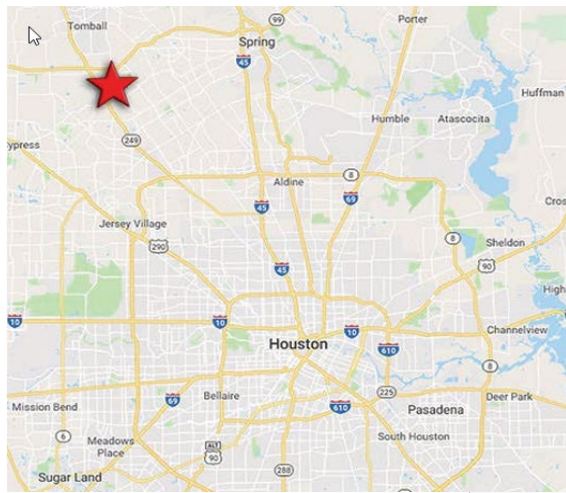 Tomball
99
Porter
Spring
45
Huffman
Humble
Atascocita
249
ypress
8
Aldine
69
45
Cros
Jersey Village
290
8
Sheldon
90
45
High
10
10
10
Channelview
Houston
610
8
69
Bellaire
225
Deer Park
Mission Bend
610
Pasadena
6
Meadows
Place
South Houston
ALT
90
288
Sugar Land